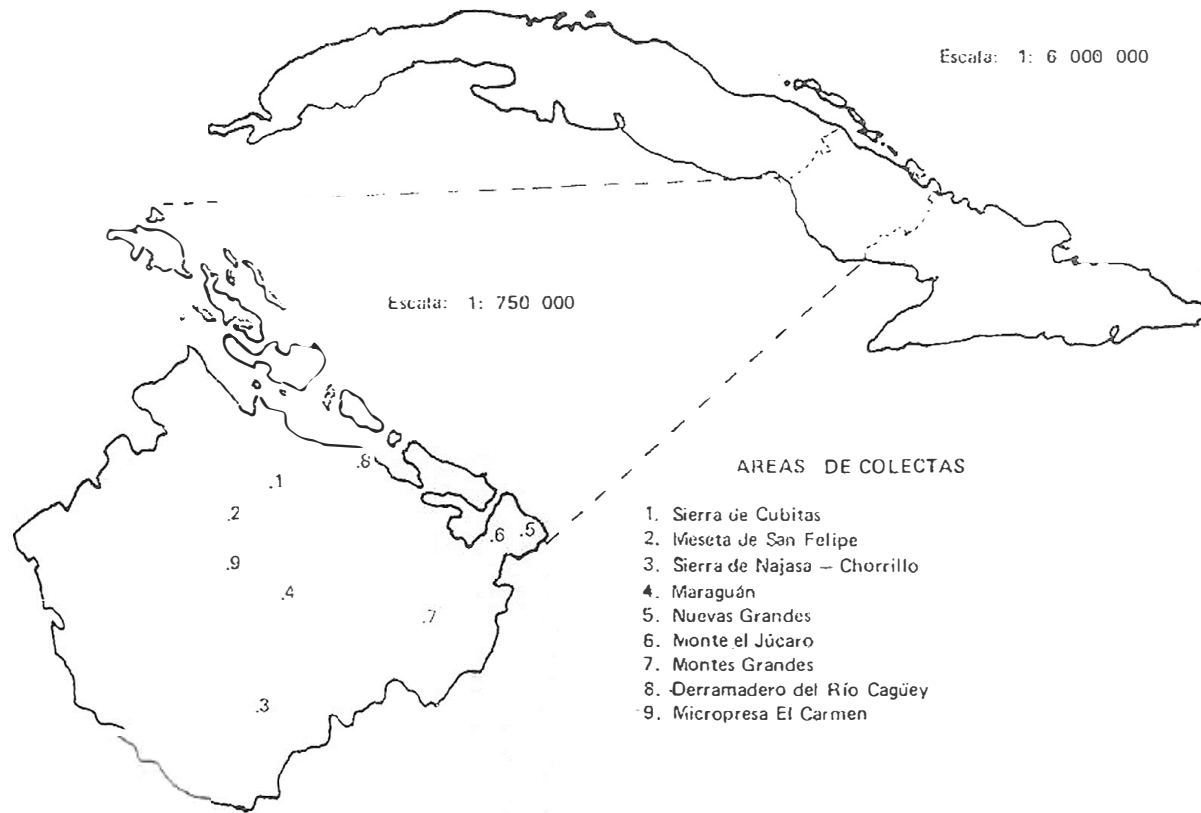 Escala: 1: 6 000 000
Escala: 1: 750 000
.8
.1
.2
.6 .5
.9
.4
.7
.3
AREAS DE COLECTAS
1. Sierra de Cubitas
2. Meseta de San Felipe
3. Sierra de Najasa — Chorrillo
4. Maraguán
5. Nuevas Grandes
6. Monte el Júcaro
7. Montes Grandes
8. Derramadero del Río Cagüey
9. Micropresa El Carmen